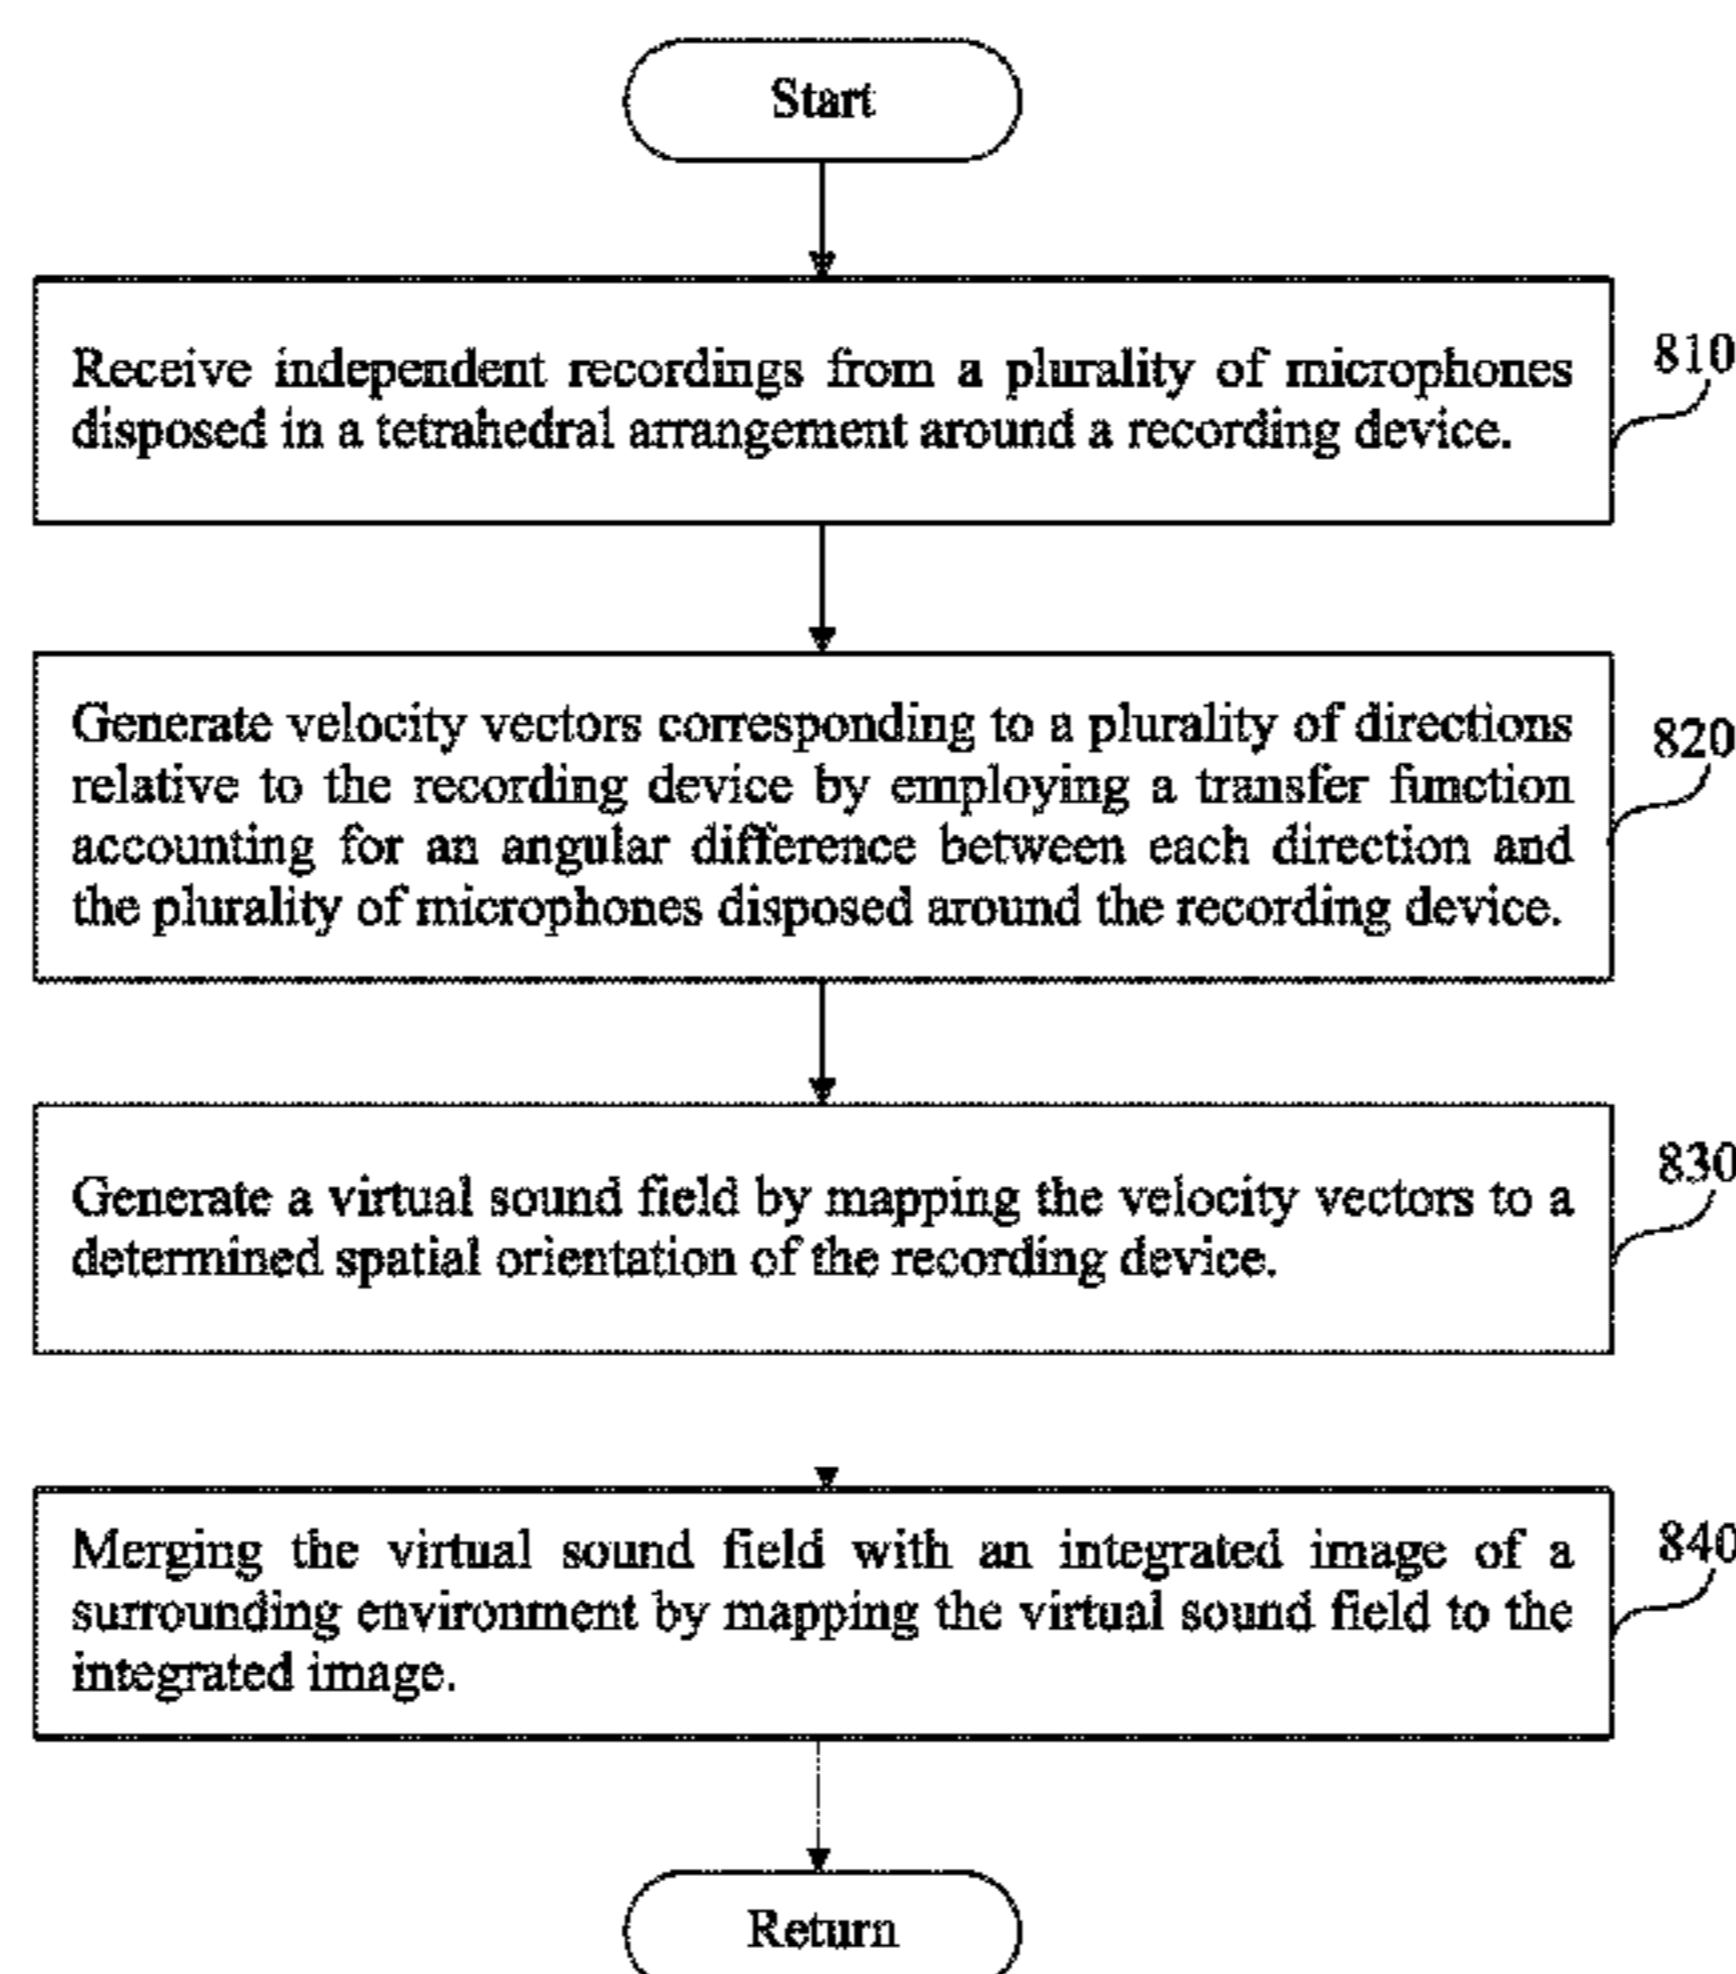 Start
Receive independent recordings from a plurality of microphones
disposed in a tetrahedral arrangement around a recording device.
810
Generate velocity vectors corresponding to a plurality of directions
relative to the recording device by employing a transfer function
accounting for an angular difference between each direction and
the plurality of microphones disposed around the recording device.
820
Generate a virtual sound field by mapping the velocity vectors to a
determined spatial orientation of the recording device.
830
Merging the virtual sound field with an integrated image of a
surrounding environment by mapping the virtual sound field to the
integrated image.
840
Return